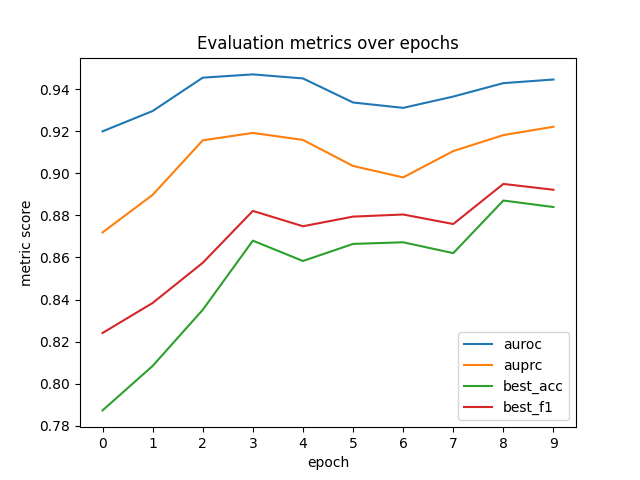 Evaluation metrics over epochs
metric score
0.94
0.92
0.90
0.88
0.86
0.84
0.82
0.80
0.78
auroc
auprc
best_acc
best_f1
0 1 2 3 4 5 6 7 8 9
epoch